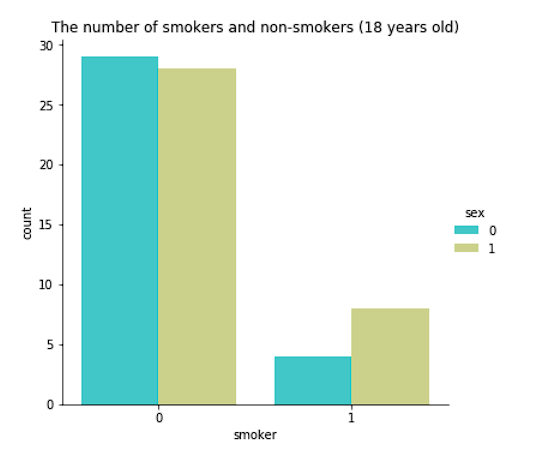 The number of smokers and non-smokers (18 years old)
30
25
20
15
10
5
0
count
0 1
smoker
sex
0
1